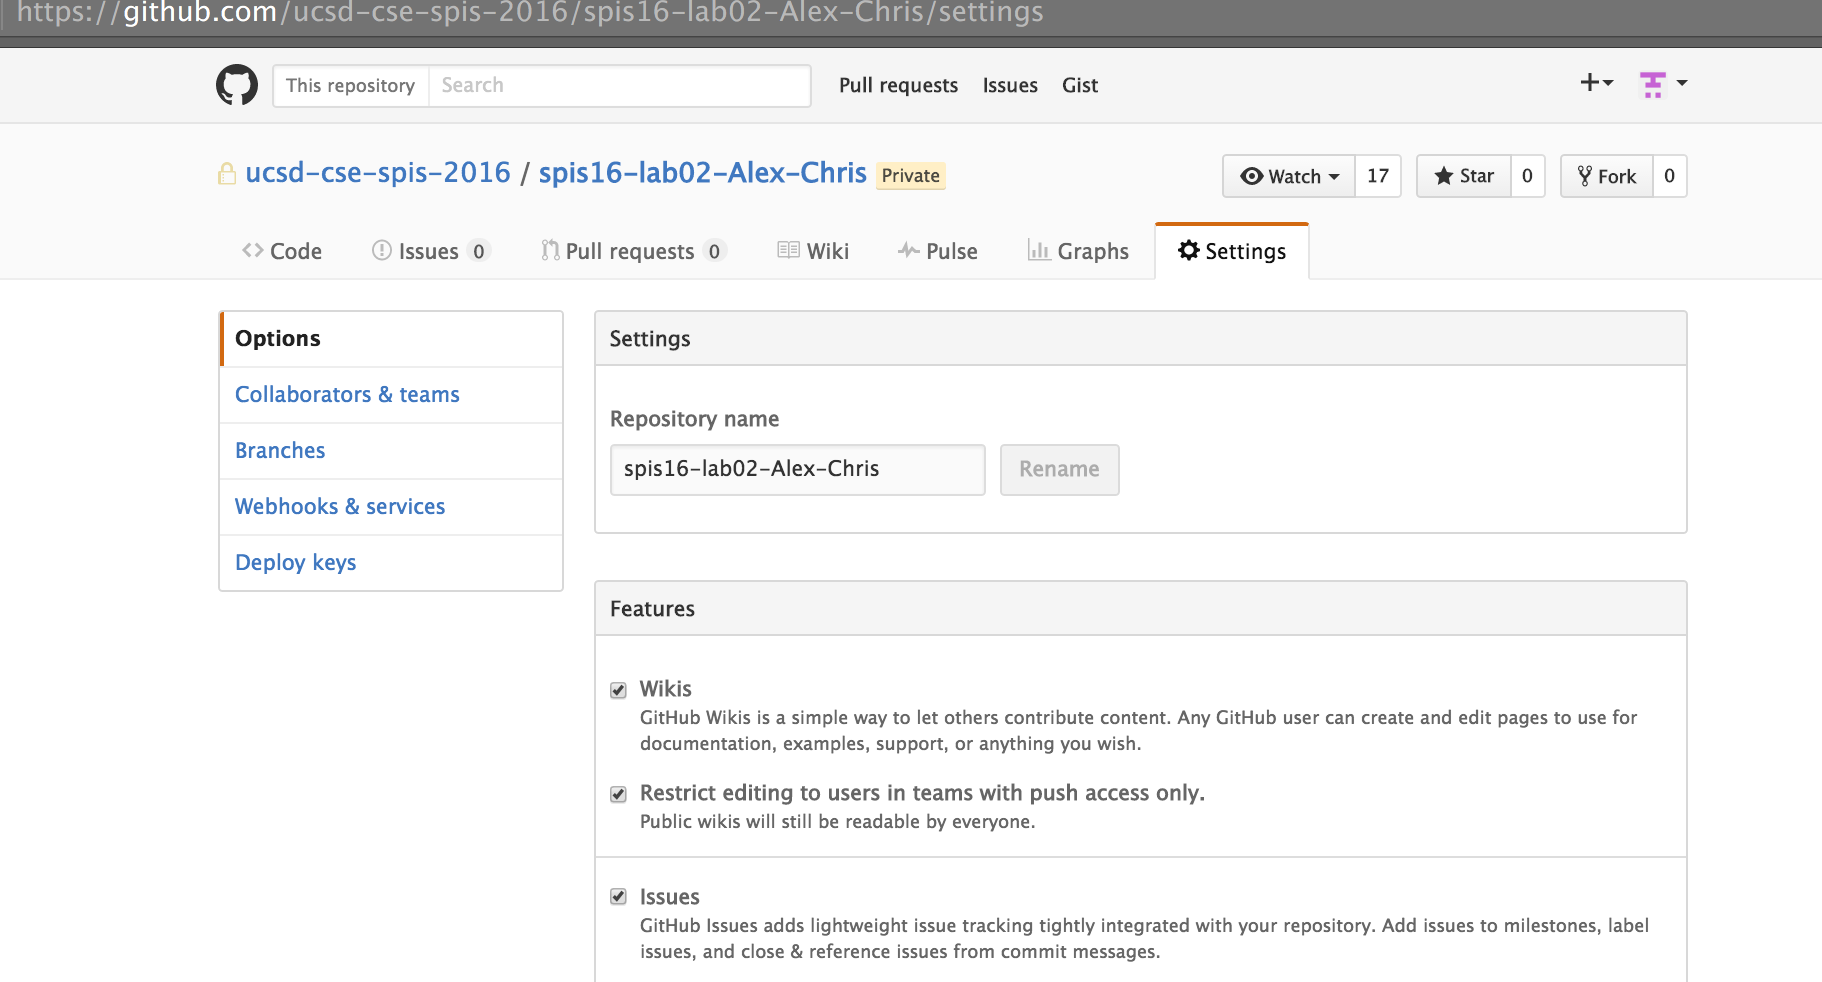 https://github.com/ucsd-cse-spis-2016/spis16-lab02-Alex-Chris/settings
This repository Search Pull requests Issues Gist
ucsd-cse-spis-2016 / spis16-lab02-Alex-Chris Private Watch 17 Star 0 Fork 0
Code Issues 0 Pull requests 0 Wiki Pulse Graphs Settings
Options
Collaborators & teams
Branches
Webhooks & services
Deploy keys
Settings
Repository name
spis16-lab02-Alex-Chris Rename
Features
Wikis
GitHub Wikis is a simple way to let others contribute content. Any GitHub user can create and edit pages to use for
documentation, examples, support, or anything you wish.
Restrict editing to users in teams with push access only.
Public wikis will still be readable by everyone.
Issues
GitHub Issues adds lightweight issue tracking tightly integrated with your repository. Add issues to milestones, label
issues, and close & reference issues from commit messages.